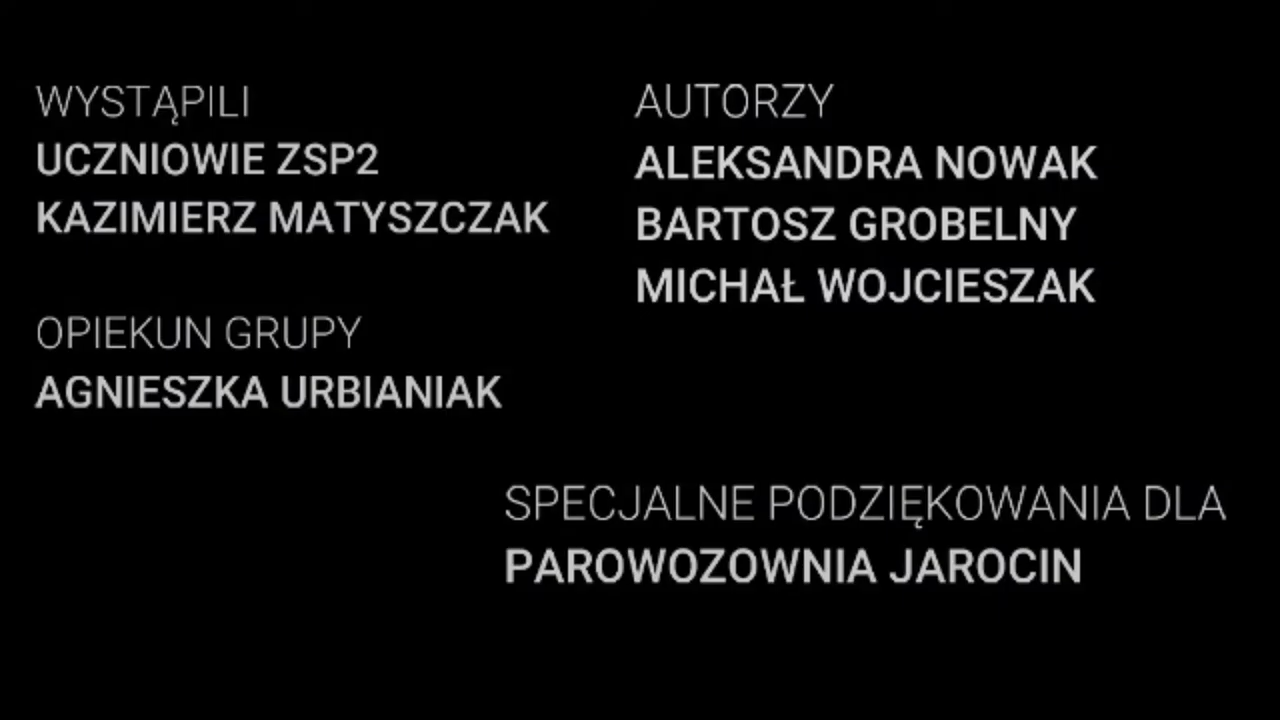 WYSTĄPILI
UCZNIOWIE ZSP2
KAZIMIERZ MATYSZCZAK
OPIEKUN GRUPY
AGNIESZKA URBIANIAK
AUTORZY
ALEKSANDRA NOWAK
BARTOSZ GROBELNY
MICHAŁ WOJCIESZAK
SPECJALNE PODZIĘKOWANIA DLA
PAROWOZOWNIA JAROCIN